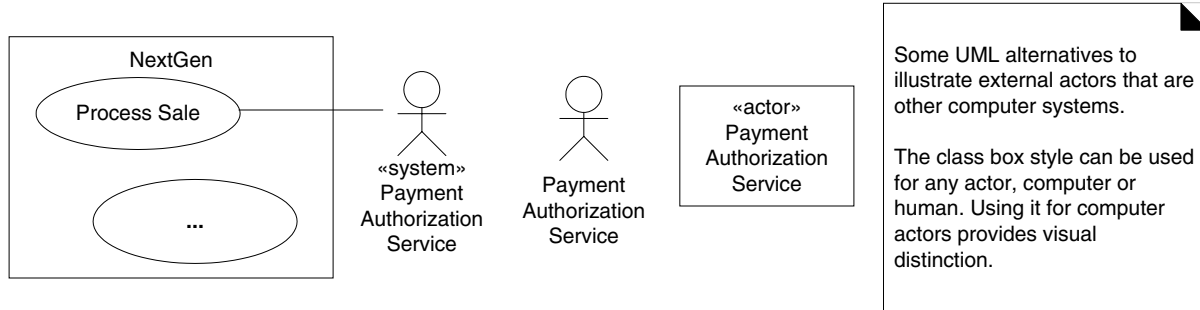 NextGen
Process Sale
...
«system»
Payment
Authorization
Service
Payment
Authorization
Service
«actor»
Payment
Authorization
Service
Some UML alternatives to
illustrate external actors that are
other computer systems.
The class box style can be used
for any actor, computer or
human. Using it for computer
actors provides visual
distinction.